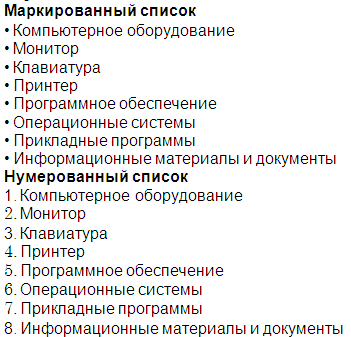 Маркированный список
• Компьютерное оборудование
• Монитор
• Клавиатура
• Принтер
• Программное обеспечение
• Операционные системы
• Прикладные программы
• Информационные материалы и документы
Нумерованный список
1. Компьютерное оборудование
2. Монитор
3. Клавиатура
4. Принтер
5. Программное обеспечение
6. Операционные системы
7. Прикладные программы
8. Информационные материалы и документы